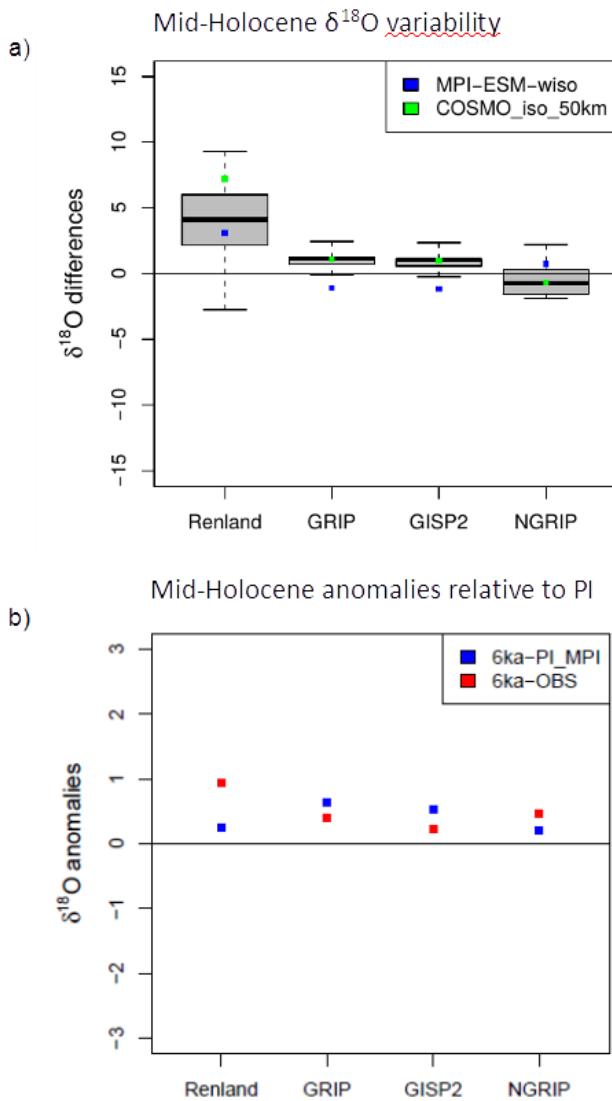 Mid-Holocene δ¹⁸O variability
a)
15
10
5
0
−5
−10
−15
δ¹⁸O differences
MPI−ESM−wiso
COSMO_iso_50km
Renland GRIP GISP2 NGRIP
Mid-Holocene anomalies relative to PI
b)
3
2
1
0
−1
−2
−3
δ¹⁸O anomalies
6ka−PI_MPI
6ka−OBS
Renland GRIP GISP2 NGRIP